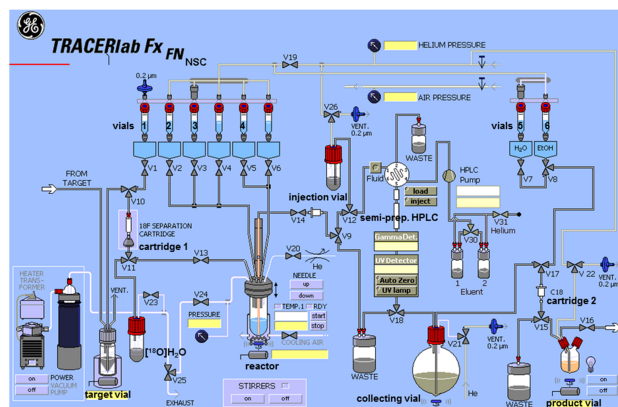 GE
TRACERlab Fx FN
NSC
V19
HELIUM PRESSURE
0.2 µm
AIR PRESSURE
V26
VENT.
0.2 µm
vials
1 2 3 4
WASTE
vials
5 6
H₂O EtOH
injection vial
Fluid
HPLC
Pump
FROM
TARGET
V1 V2 V3 V4 V5 V6
V7 V8
V10
V12
load
inject
semi-prep. HPLC
V14
V9
V31
Helium
V30
18F SEPARATION
CARTRIDGE
cartridge 1
V11
V13
GammaDet.
1 2
Eluent
UV Detector
Auto Zero
UV lamp
V20
He
NEEDLE
up
down
V17
V 22
VENT.
0.2 µm
HEATER
TRANS-
PORMER
VENT.
V23
V24
PRESSURE
TEMP.1 RDY
start
stop
COOLING AIR
C18
cartridge 2
V15
V16
V18
V21
VENT.
0.2 µm
[¹⁸O]H₂O
V25
reactor
WASTE
collecting vial
He
WASTE
on
off
POWER
VACUUM
PUMP
target vial
EXHAUST
STIRRERS
on
off
product vial